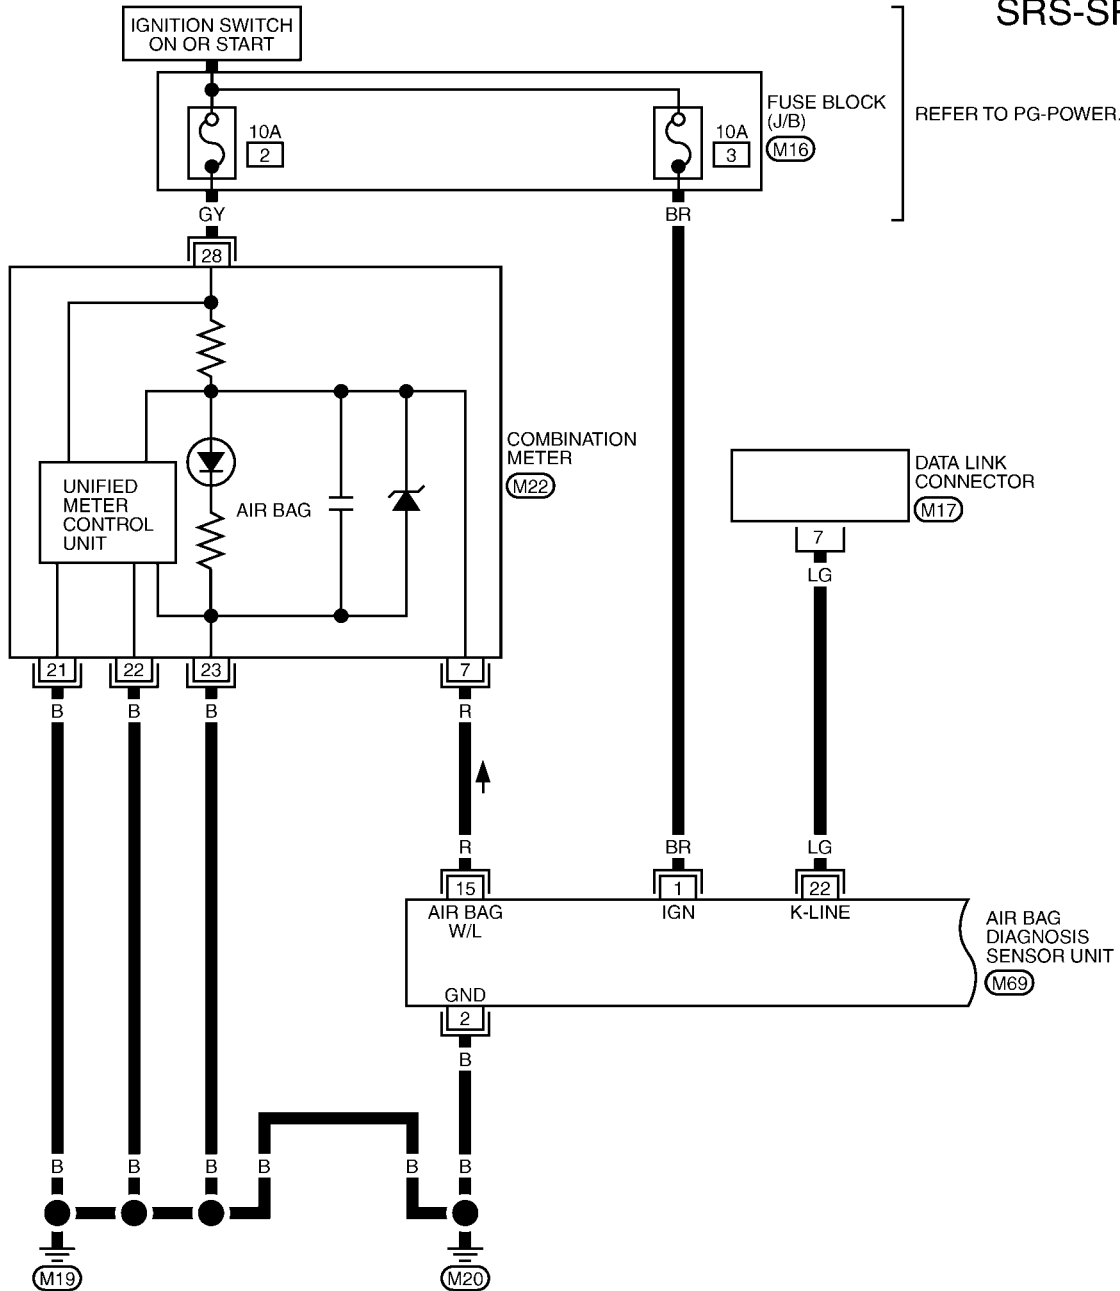 SRS-SR
IGNITION SWITCH
ON OR START
FUSE BLOCK
(J/B)
M16
REFER TO PG-POWER.
10A
2
10A
3
GY
BR
28
COMBINATION
METER
M22
UNIFIED
METER
CONTROL
UNIT
AIR BAG
DATA LINK
CONNECTOR
M17
7
LG
21
22
23
7
B
B
B
R
R
BR
LG
15
1
22
AIR BAG
W/L
IGN
K-LINE
AIR BAG
DIAGNOSIS
SENSOR UNIT
M69
GND
2
B
B
B
B
B
B
B
M19
M20